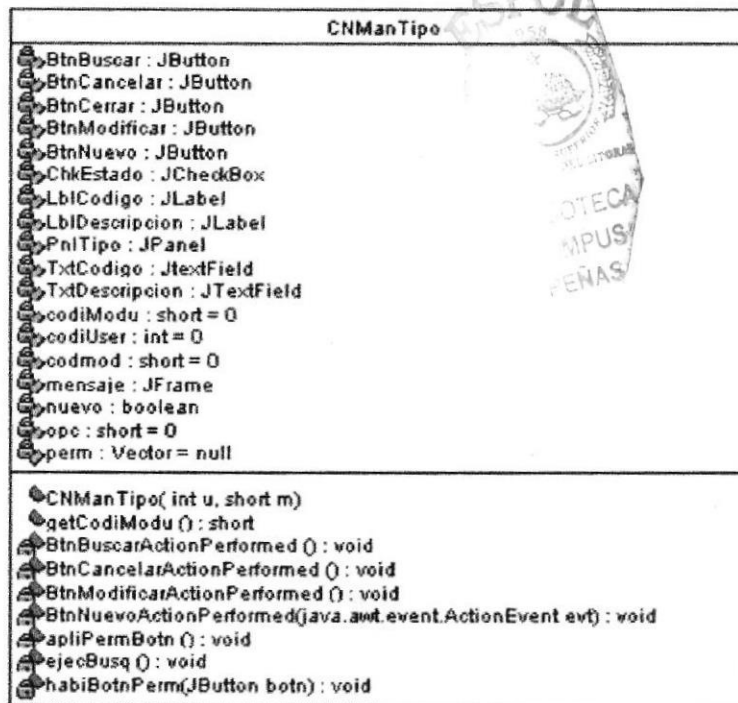 CNManTipo
BtnBuscar : JButton
BtnCancelar : JButton
BtnCerrar : JButton
BtnModificar : JButton
BtnNuevo : JButton
ChkEstado : JCheckBox
LblCodigo : JLabel
LblDescripcion : JLabel
PnlTipo : JPanel
TxtCodigo : JtextField
TxtDescripcion : JTextField
codiModu : short = 0
codiUser : int = 0
codmod : short = 0
mensaje : JFrame
nuevo : boolean
opc : short = 0
perm : Vector = null
CNManTipo( int u, short m)
getCodiModu () : short
BtnBuscarActionPerformed () : void
BtnCancelarActionPerformed () : void
BtnModificarActionPerformed () : void
BtnNuevoActionPerformed(java.awt.event.ActionEvent evt) : void
apliPermBotn () : void
ejecBusq () : void
habiBotnPerm(JButton botn) : void
PEÑAS